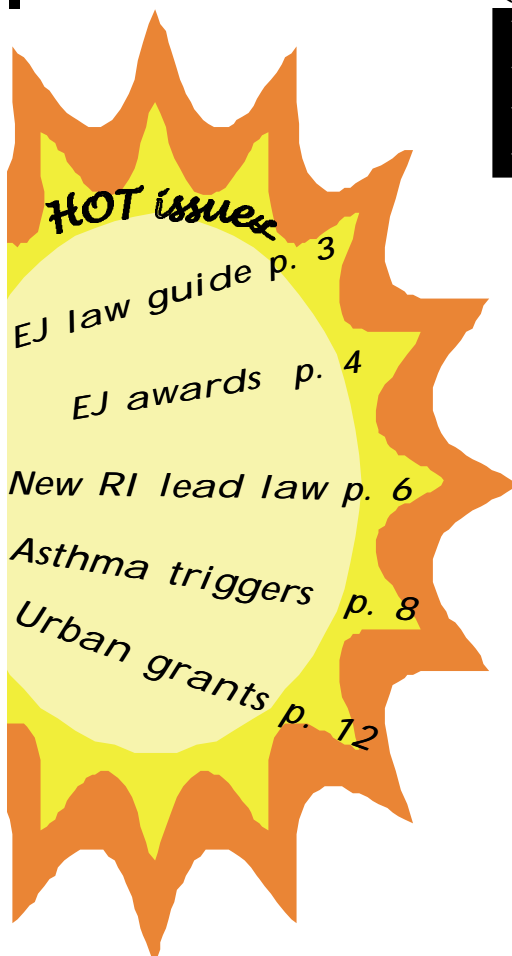 HOT issues
EJ law guide p. 3
EJ awards p. 4
New RI lead law p. 6
Asthma triggers p. 8
Urban grants p. 12